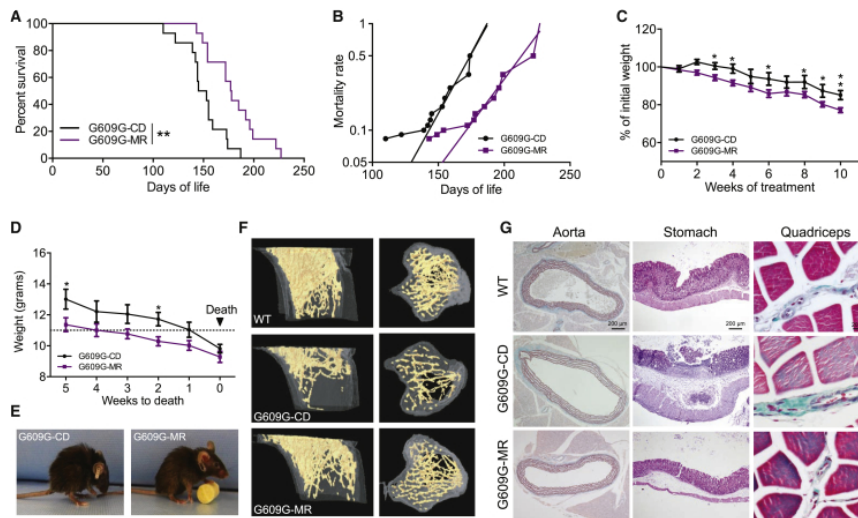 A
Percent survival
100
80
60
40
20
0
G609G-CD
G609G-MR
**
0 50 100 150 200 250
Days of life
B
Mortality rate
1
0.5
0.1
0.05
G609G-CD
G609G-MR
100 150 200 250
Days of life
C
% of initial weight
120
100
80
* * * * * *
G609G-CD
G609G-MR
0 2 4 6 8 10
Weeks of treatment
D
Weight (grams)
16
14
12
10
8
*
*
Death
G609G-CD
G609G-MR
5 4 3 2 1 0
Weeks to death
E
G609G-CD G609G-MR
F
WT
G609G-CD
G609G-MR
G
Aorta Stomach Quadriceps
WT
200 µm 200 µm
G609G-CD
G609G-MR